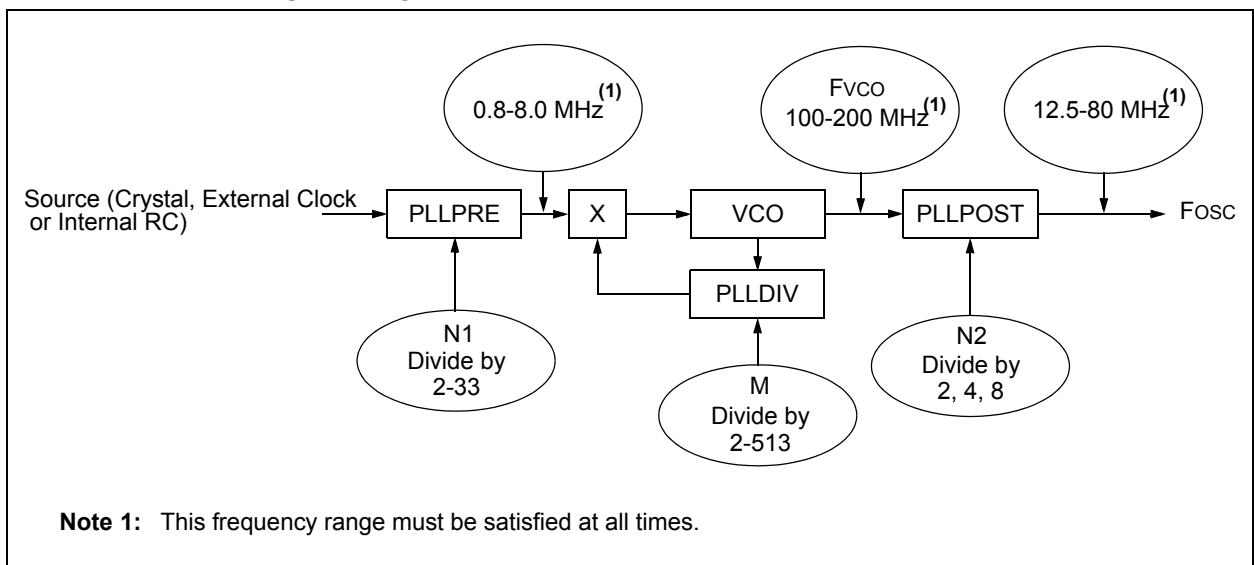 0.8-8.0 MHz(1)
FVCO
100-200 MHz(1)
12.5-80 MHz(1)
Source (Crystal, External Clock
or Internal RC)
PLLPRE
X
VCO
PLLPOST
FOSC
PLLDIV
N1
Divide by
2-33
M
Divide by
2-513
N2
Divide by
2, 4, 8
Note 1: This frequency range must be satisfied at all times.